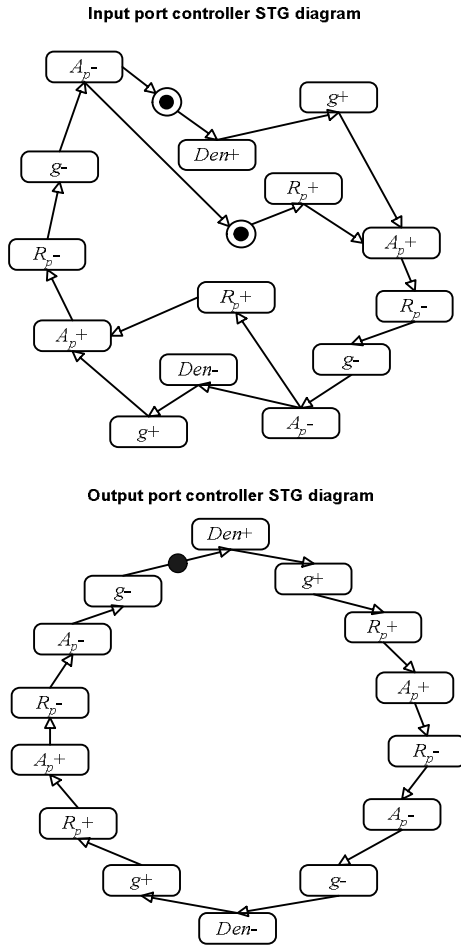 Input port controller STG diagram
Ap-
g+
Den+
g-
Rp+
Ap+
Rp-
Rp-
Rp+
Ap+
g-
Den-
Ap-
g+
Output port controller STG diagram
Den+
g-
g+
Rp+
Ap-
Ap+
Rp-
Rp-
Ap+
Ap-
Rp+
g+
g-
Den-